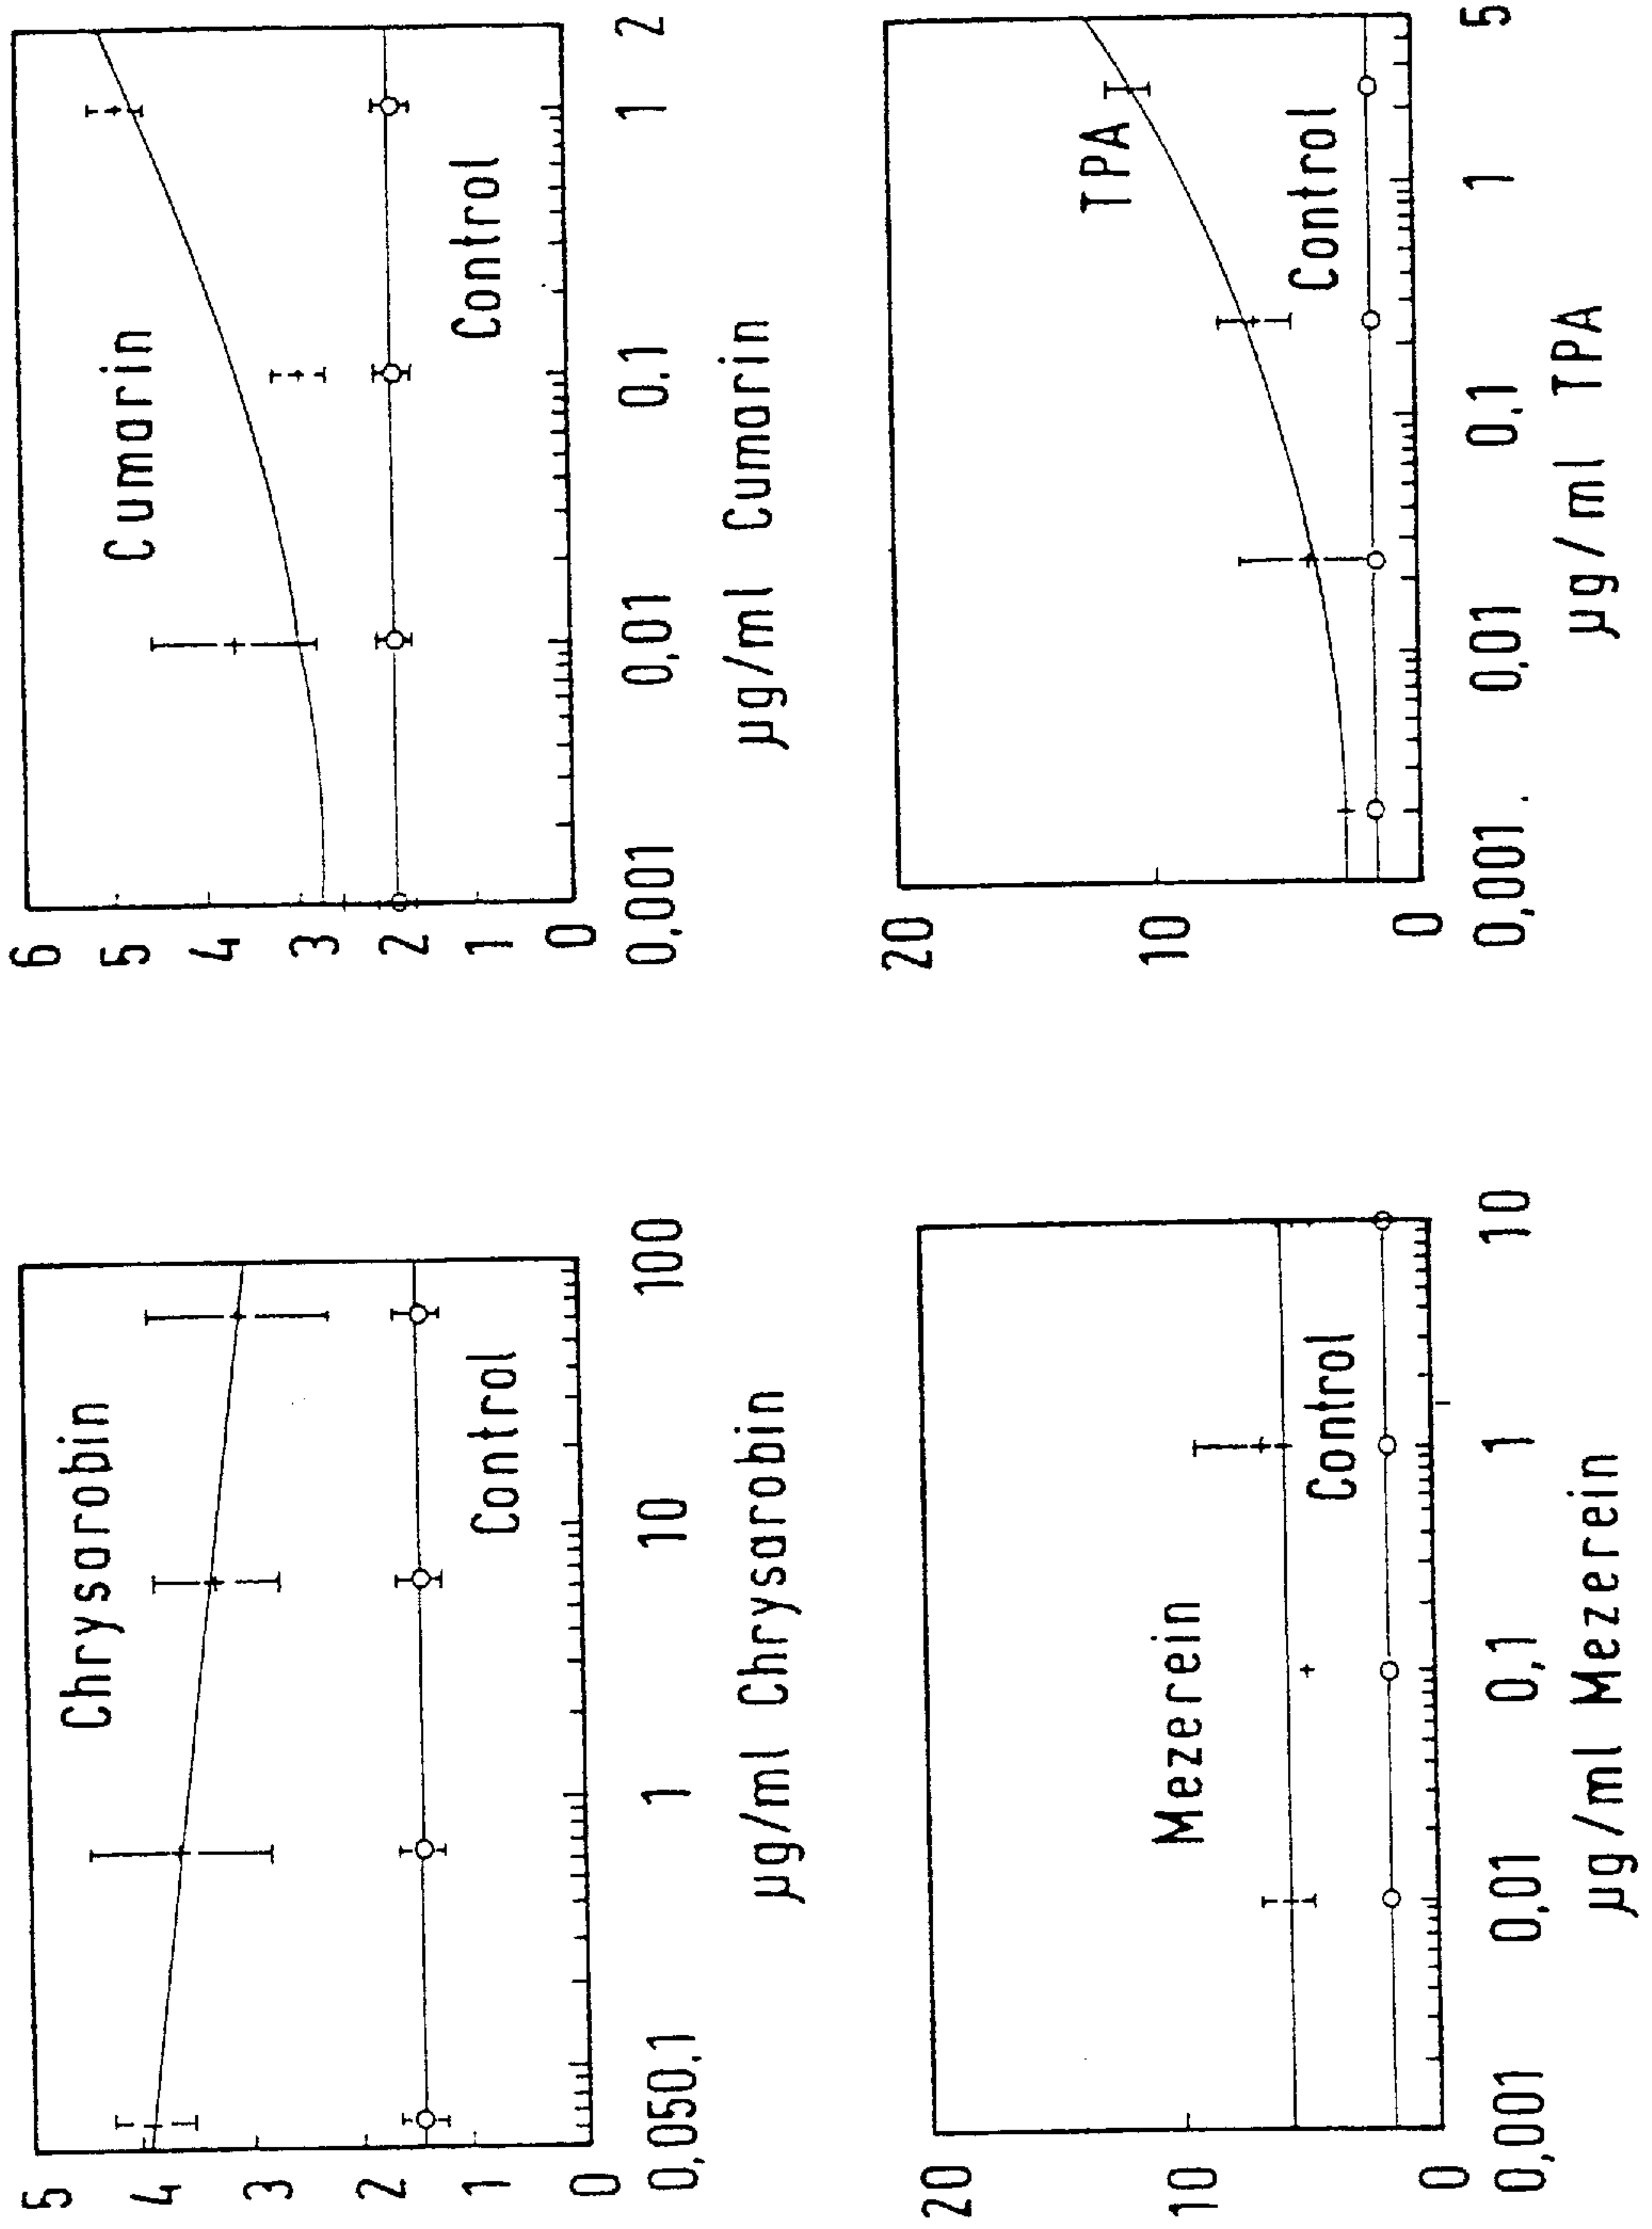 5
4
3
2
1
0
Chrysarobin
Control
0,05 0,1 1 10 100
µg/ml Chrysarobin
6
5
4
3
2
1
0
Cumarin
Control
0,001 0,01 0,1 1 2
µg/ml Cumarin
20
10
0
Mezerein
Control
0,001 0,01 0,1 1 10
µg/ml Mezerein
20
10
0
TPA
Control
0,001 0,01 0,1 1 5
µg/ml TPA